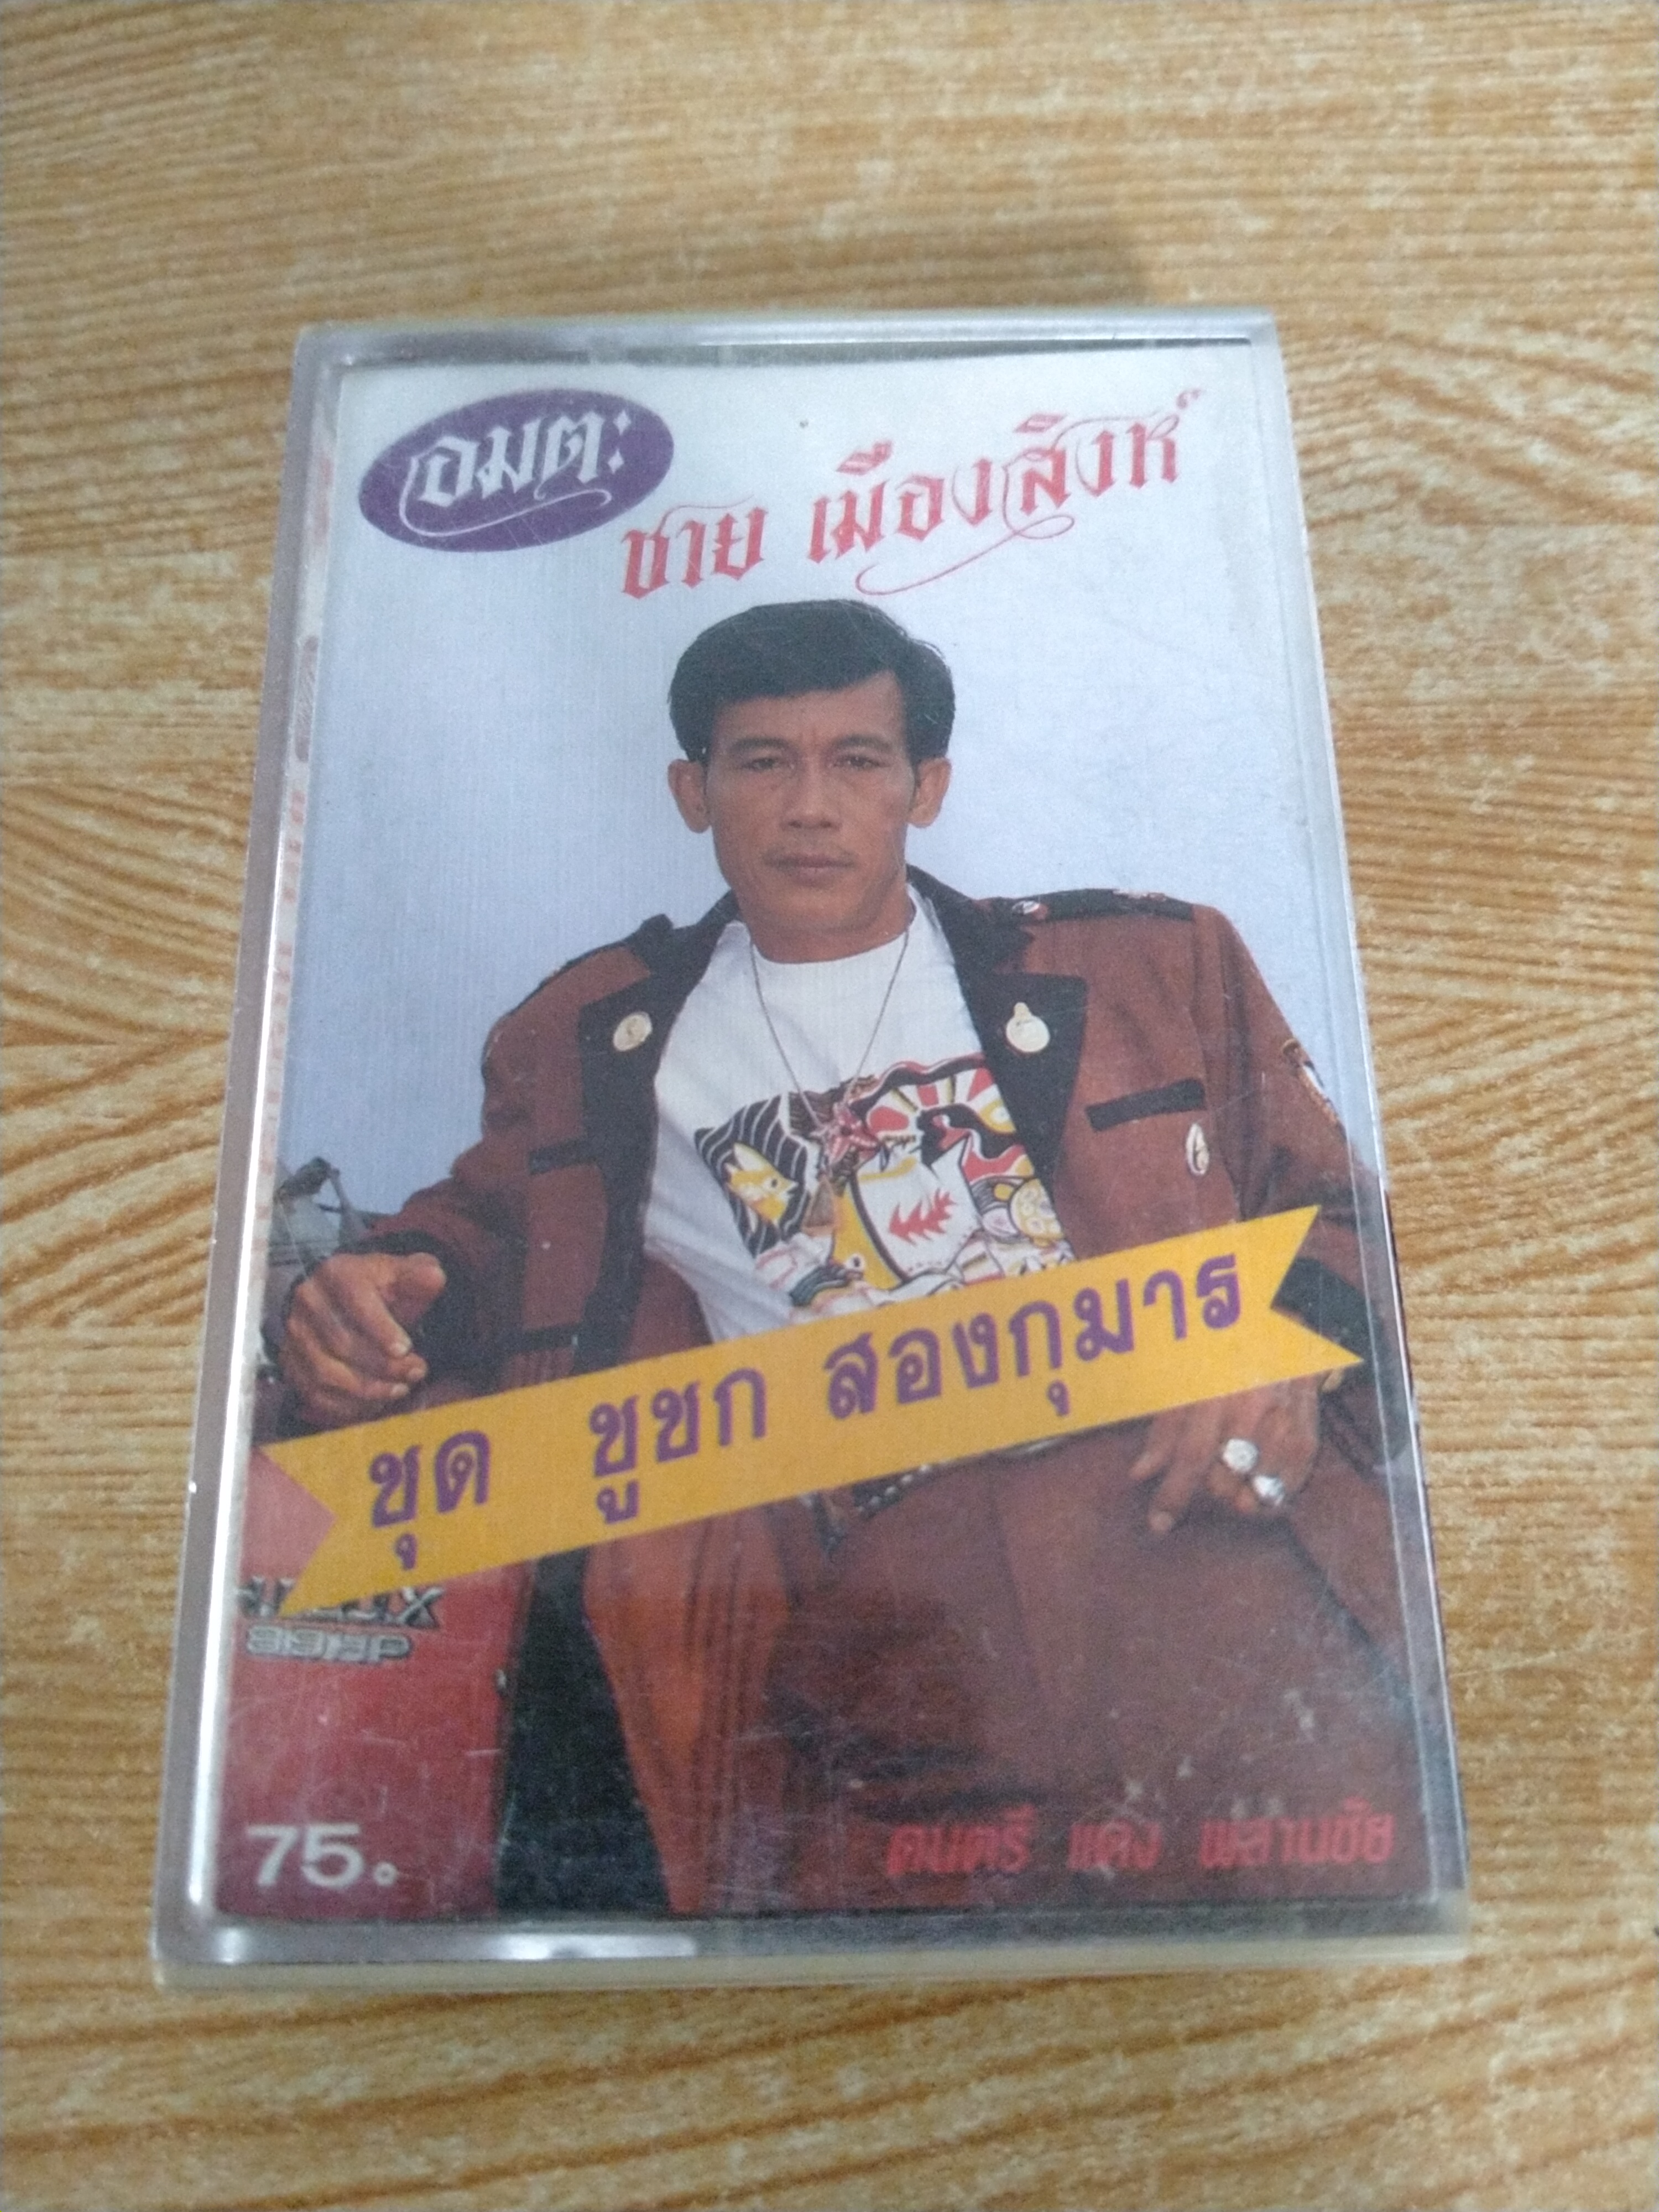 อมตะ
ชาย เมืองสิงห์
ชุด ชูชก สองกุมาร
88HP
75.
ดนตรี แดง พลานชัย